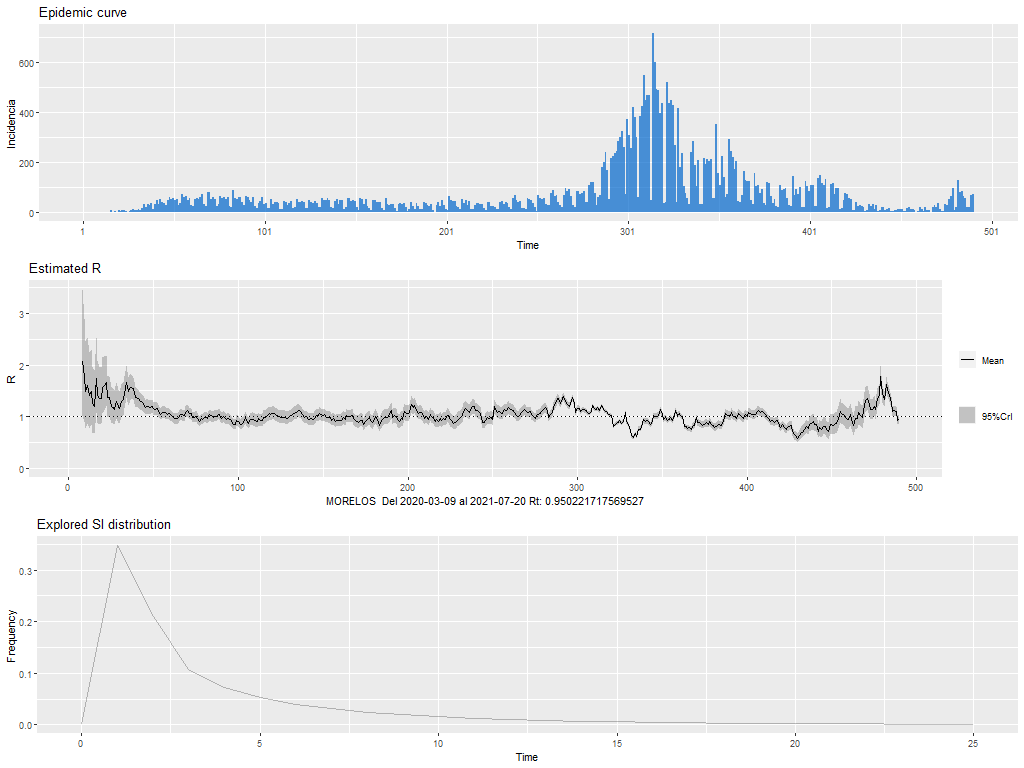 Epidemic curve
600
400
200
0
Incidencia
1
101
201
301
401
501
Time
Estimated R
3
2
1
0
R
0
100
200
300
400
500
MORELOS Del 2020-03-09 al 2021-07-20 Rt: 0.950221717569527
Mean
95%CrI
Explored SI distribution
0.3
0.2
0.1
0.0
Frequency
0
5
10
15
20
25
Time